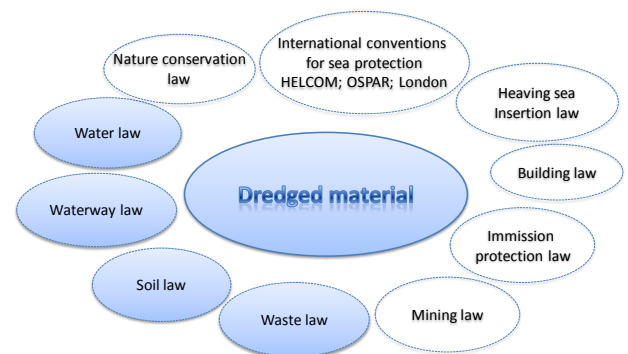 International conventions
for sea protection
HELCOM; OSPAR; London
Nature conservation
law
Heaving sea
Insertion law
Water law
Building law
Dredged material
Waterway law
Immission
protection law
Soil law
Mining law
Waste law